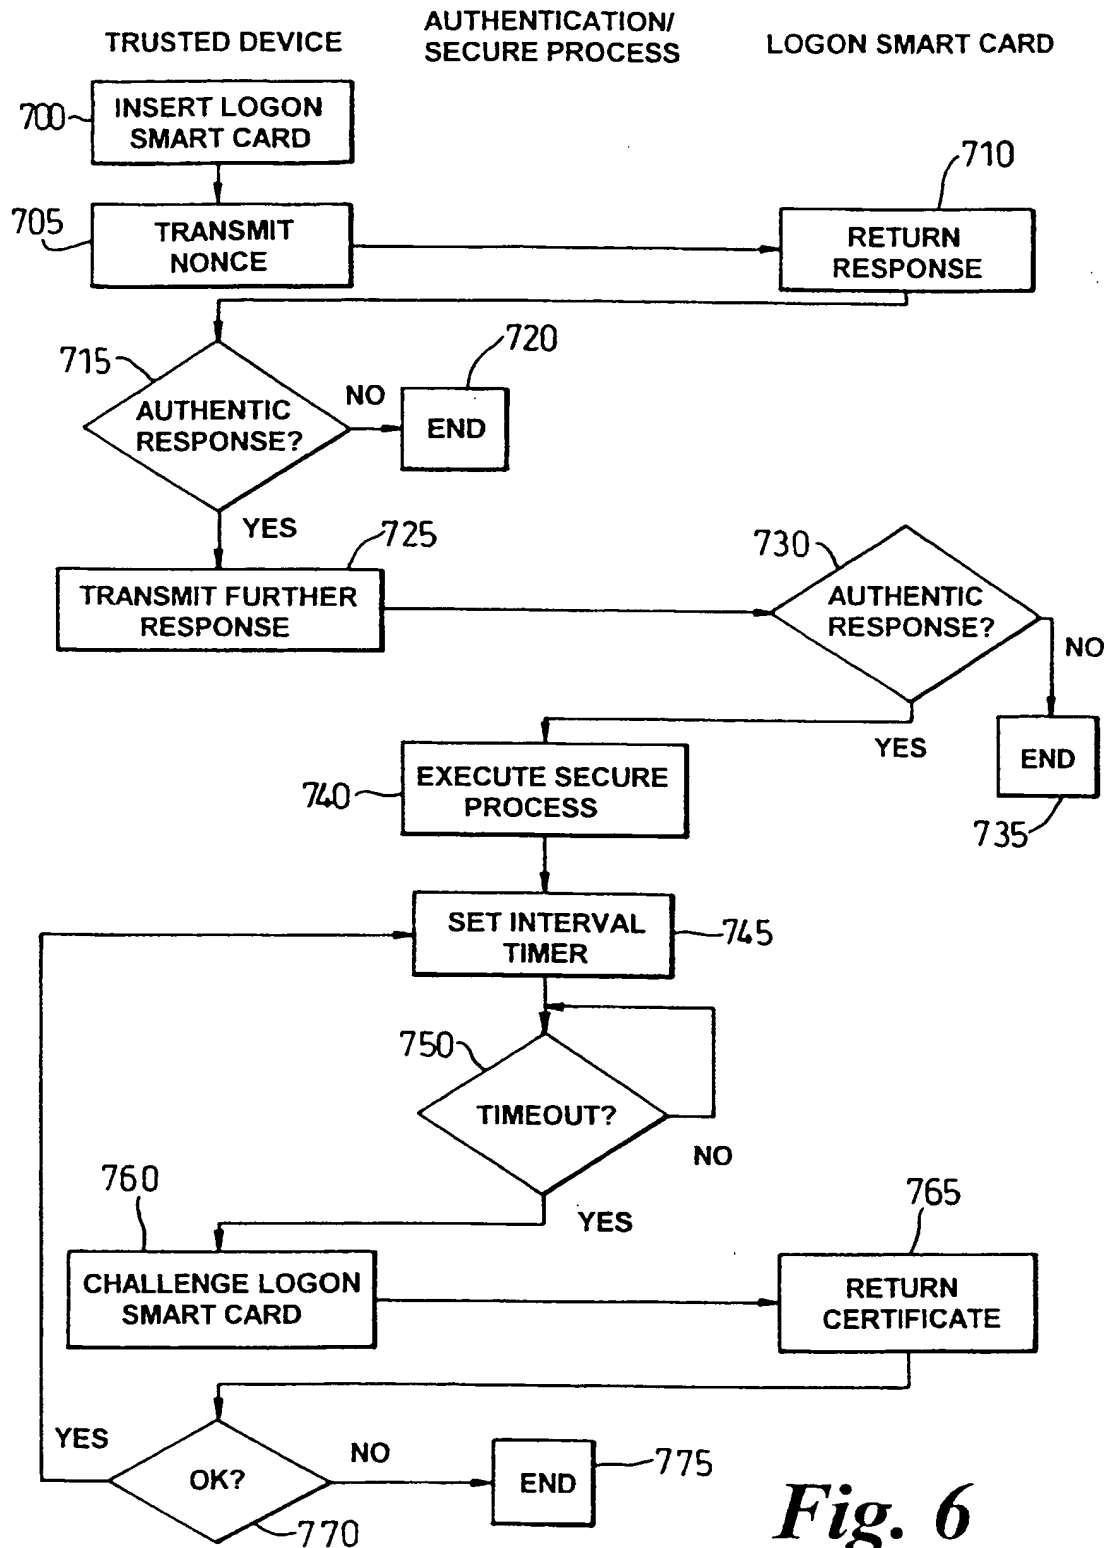 TRUSTED DEVICE
AUTHENTICATION/
SECURE PROCESS
LOGON SMART CARD
700
INSERT LOGON
SMART CARD
705
TRANSMIT
NONCE
710
RETURN
RESPONSE
715
AUTHENTIC
RESPONSE?
NO
720
END
YES
725
TRANSMIT FURTHER
RESPONSE
730
AUTHENTIC
RESPONSE?
NO
YES
END
735
740
EXECUTE SECURE
PROCESS
SET INTERVAL
TIMER
745
750
TIMEOUT?
NO
YES
760
CHALLENGE LOGON
SMART CARD
765
RETURN
CERTIFICATE
YES
OK?
NO
770
END
775
Fig. 6